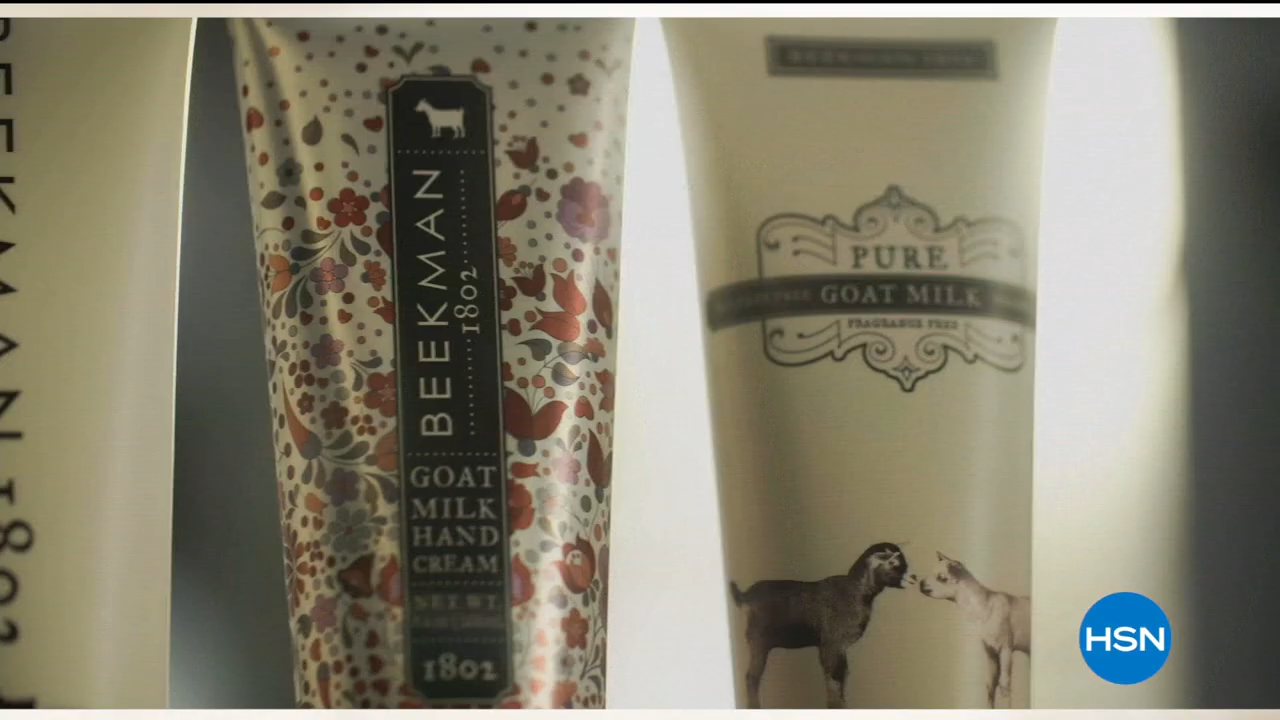 BEEKMAN 1802
BEEKMAN
1802
GOAT
MILK
HAND
CREAM
NET WT
1802
PURE
GOAT MILK
FRAGRANCE FREE
HSN